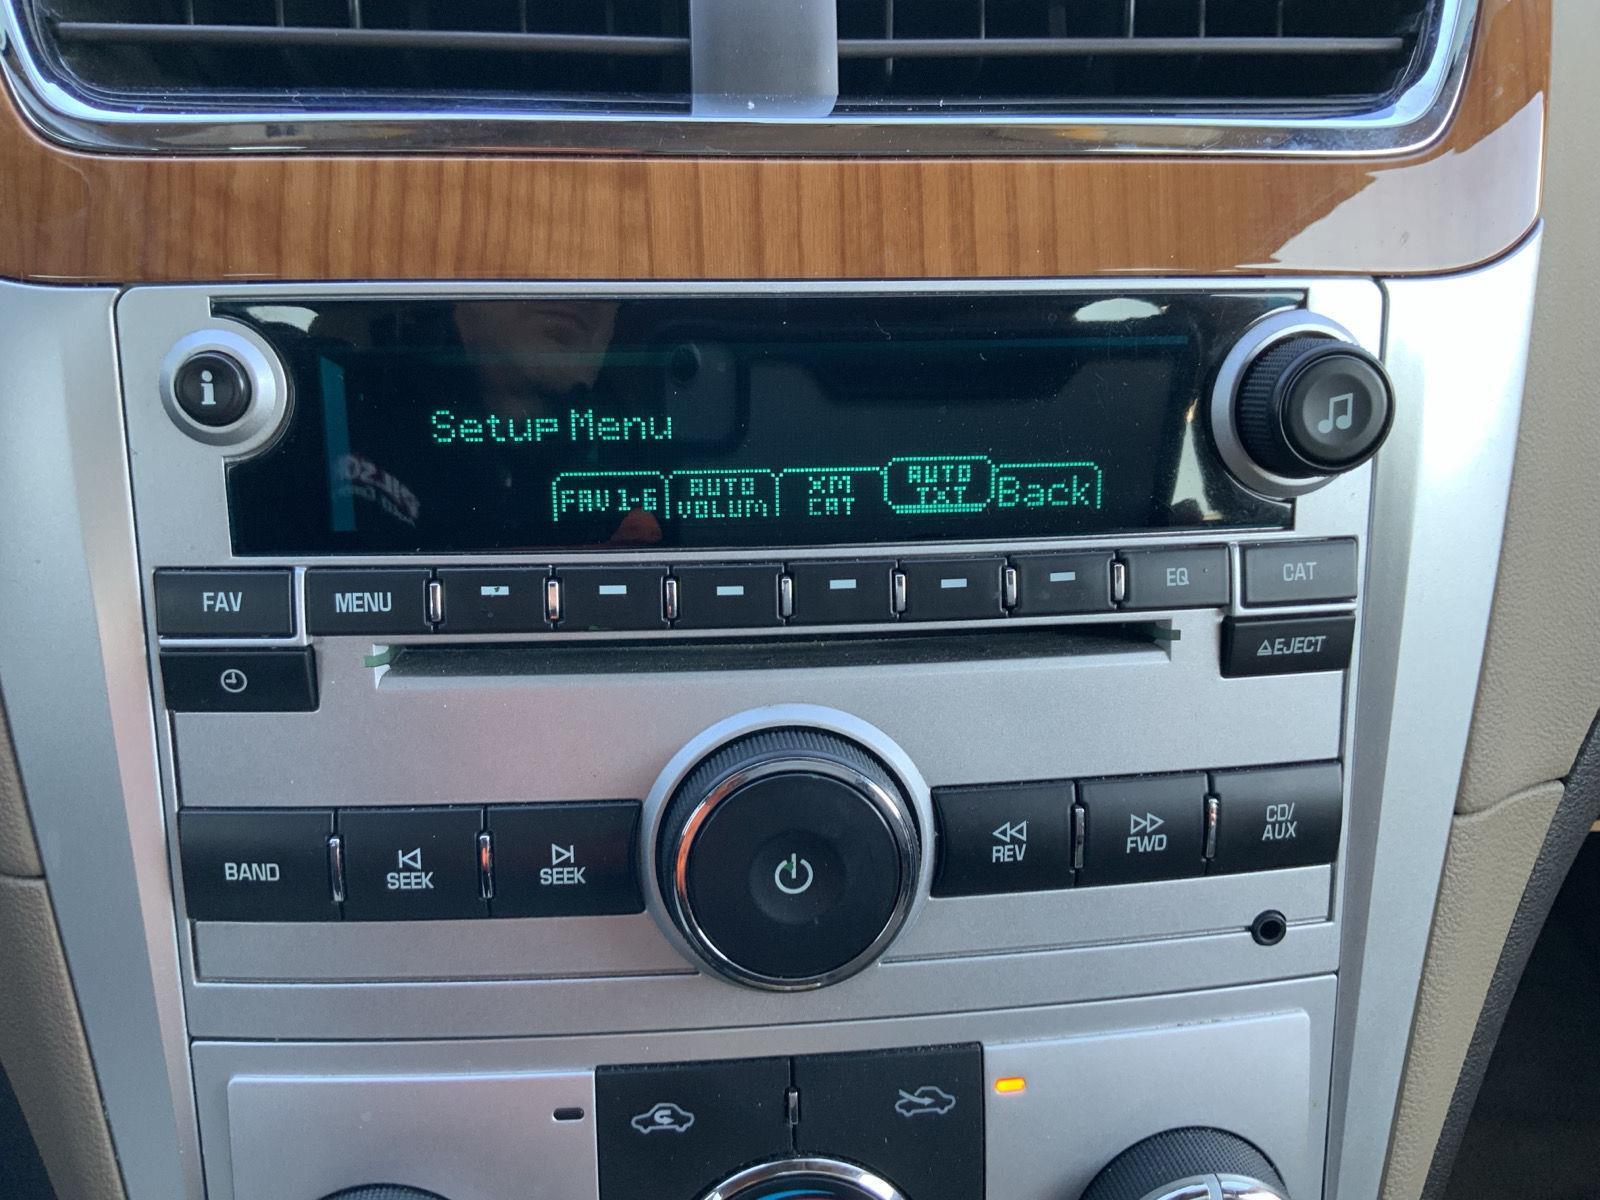 i
Setup Menu
FAV 1-6 AUTO VOLUM XM CAT AUTO TXT Back
FAV MENU EQ CAT
EJECT
BAND SEEK SEEK REV FWD CD/ AUX